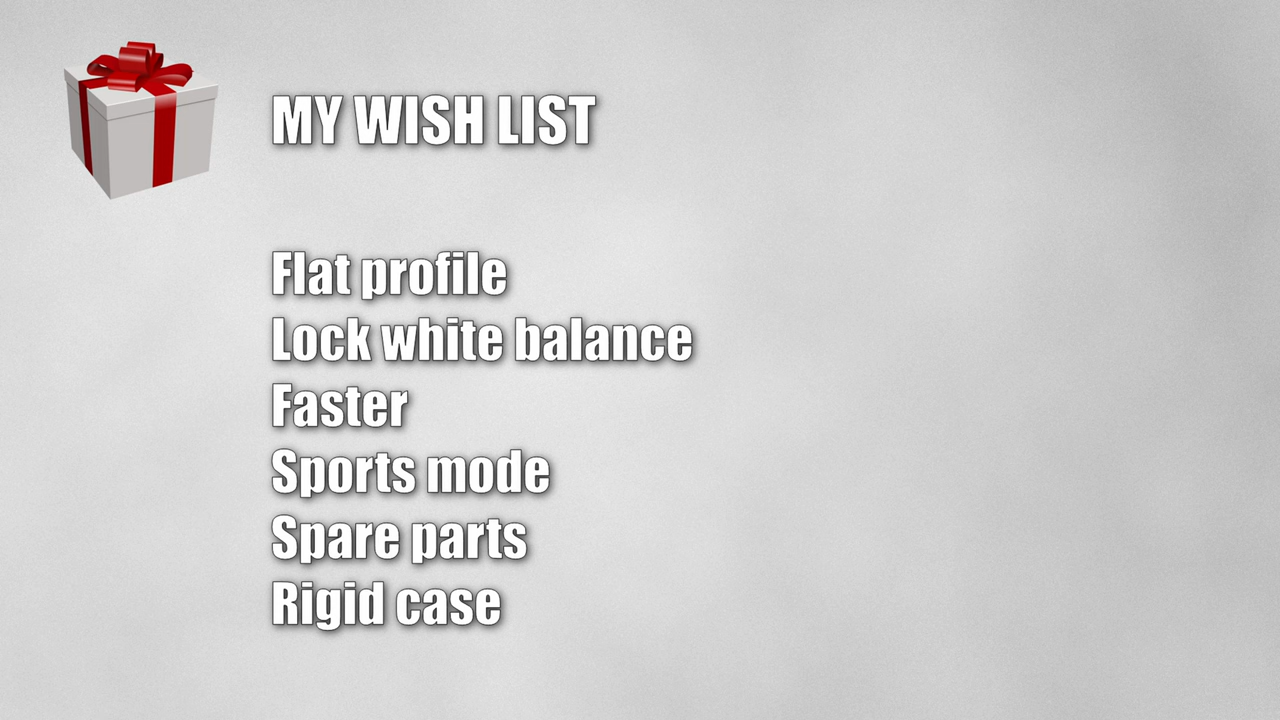 MY WISH LIST
Flat profile
Lock white balance
Faster
Sports mode
Spare parts
Rigid case